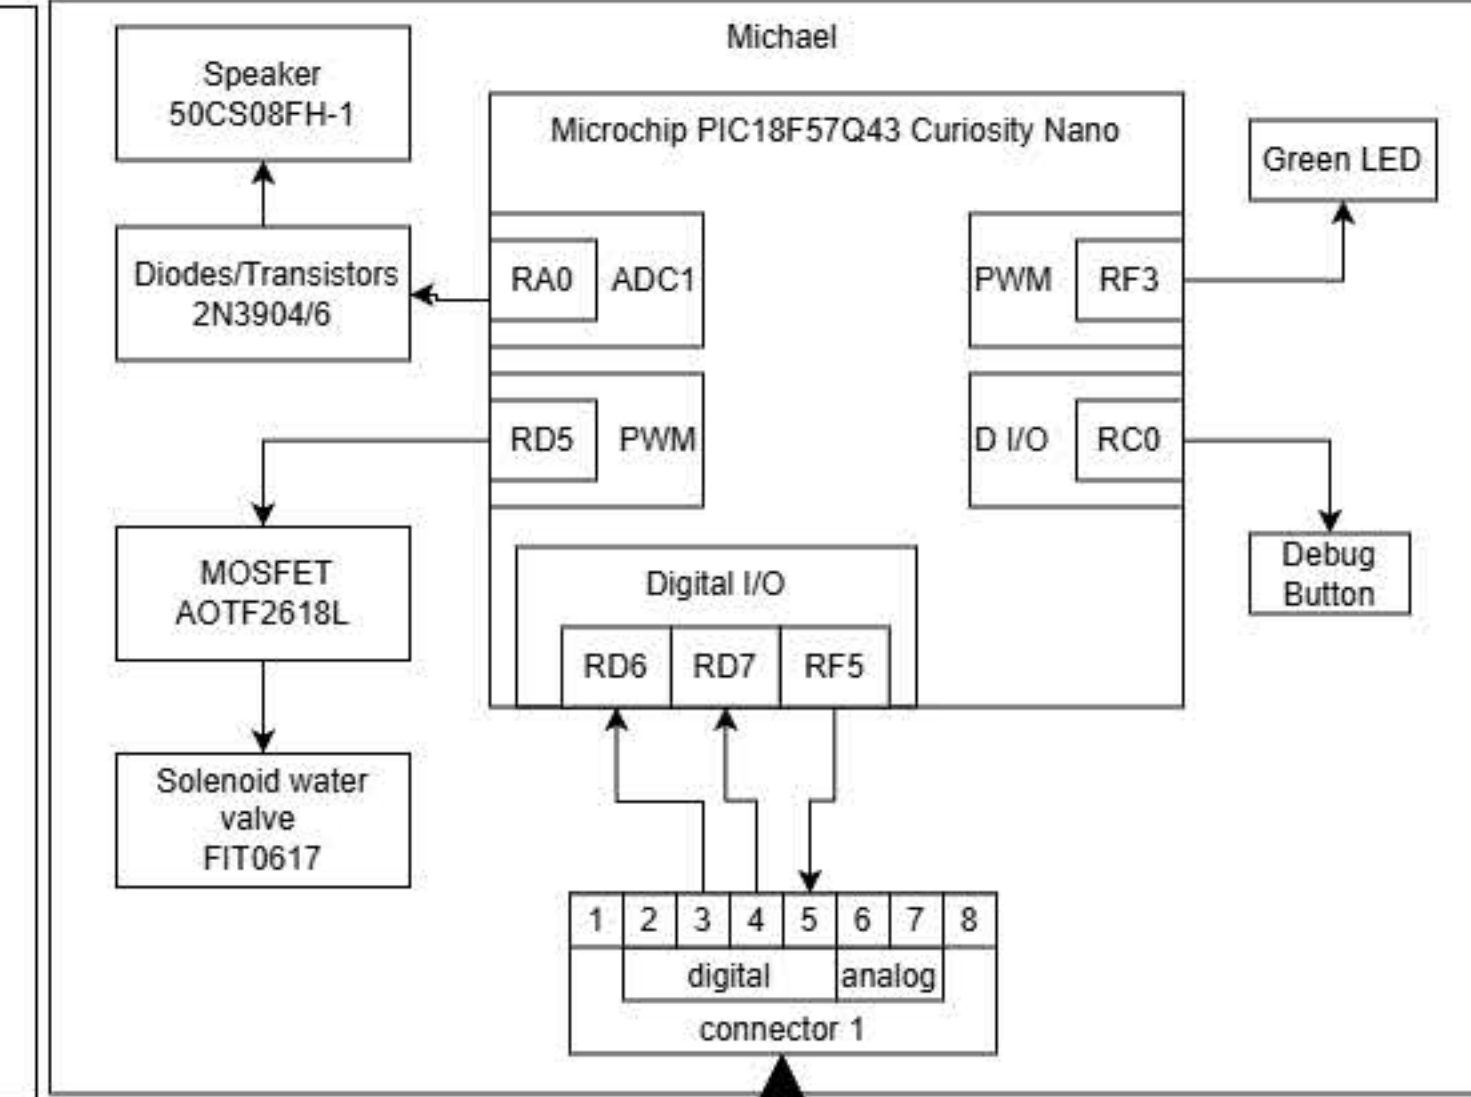 Michael
Speaker
50CS08FH-1
Microchip PIC18F57Q43 Curiosity Nano
Green LED
Diodes/Transistors
2N3904/6
RA0 ADC1
PWM RF3
RD5 PWM
D I/O RC0
MOSFET
AOTF2618L
Digital I/O
RD6 RD7 RF5
Debug
Button
Solenoid water
valve
FIT0617
1 2 3 4 5 6 7 8
digital analog
connector 1